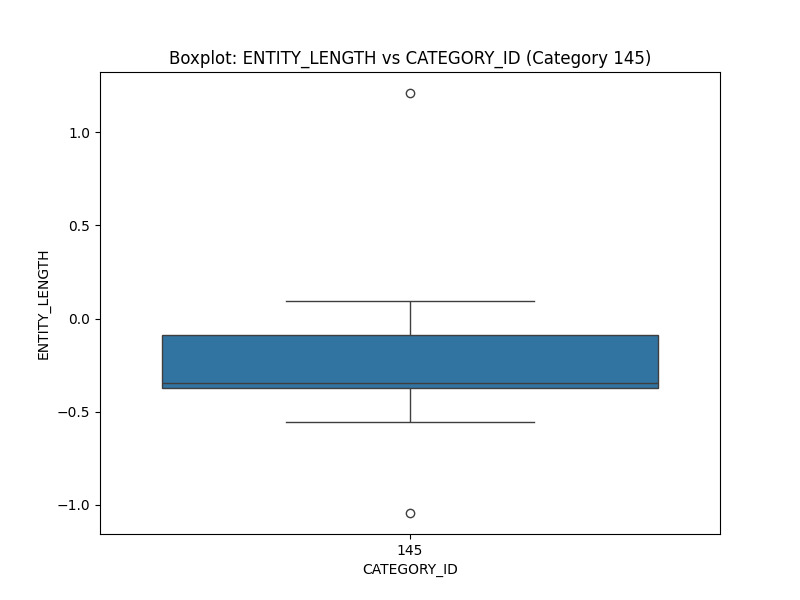 Boxplot: ENTITY_LENGTH vs CATEGORY_ID (Category 145)
1.0
0.5
0.0
−0.5
−1.0
ENTITY_LENGTH
145
CATEGORY_ID